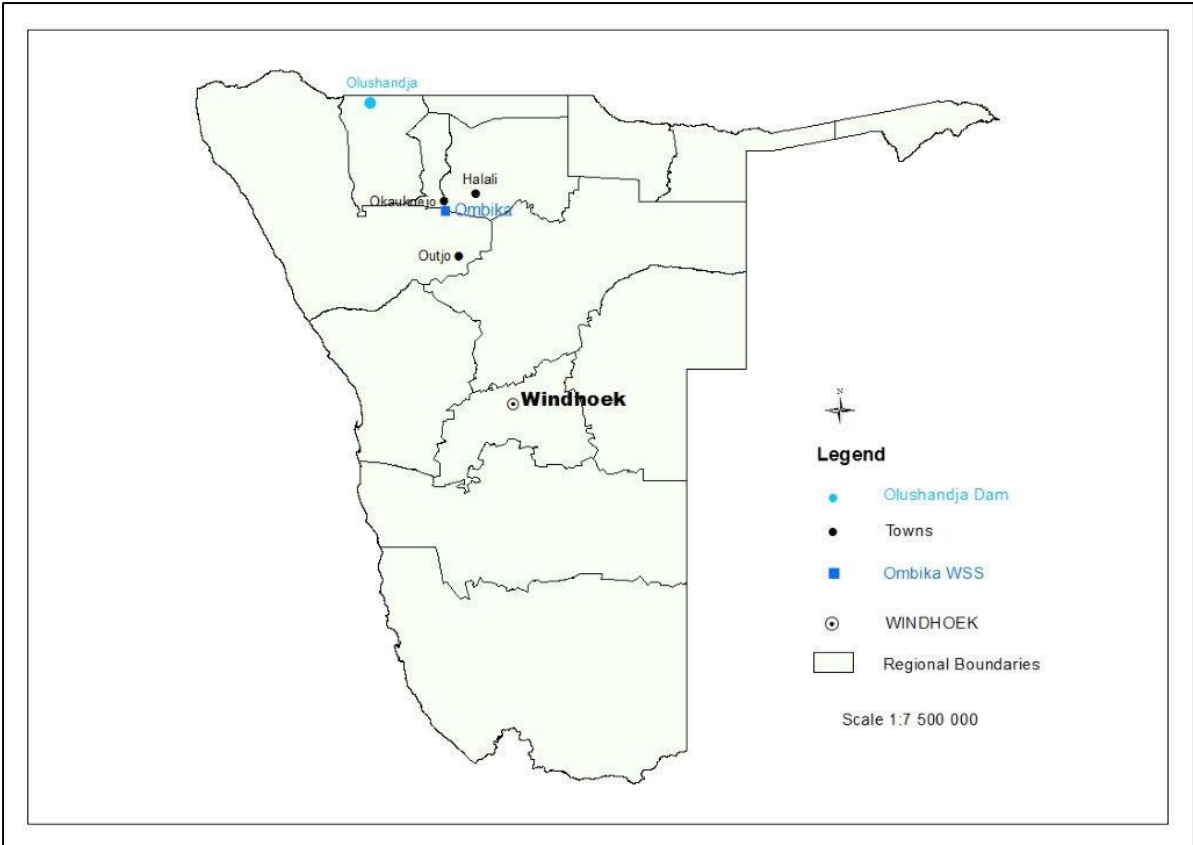 Olushandja
Halali
Okaukuejo
Ombika
Outjo
Windhoek
N
Legend
Olushandja Dam
Towns
Ombika WSS
WINDHOEK
Regional Boundaries
Scale 1:7 500 000